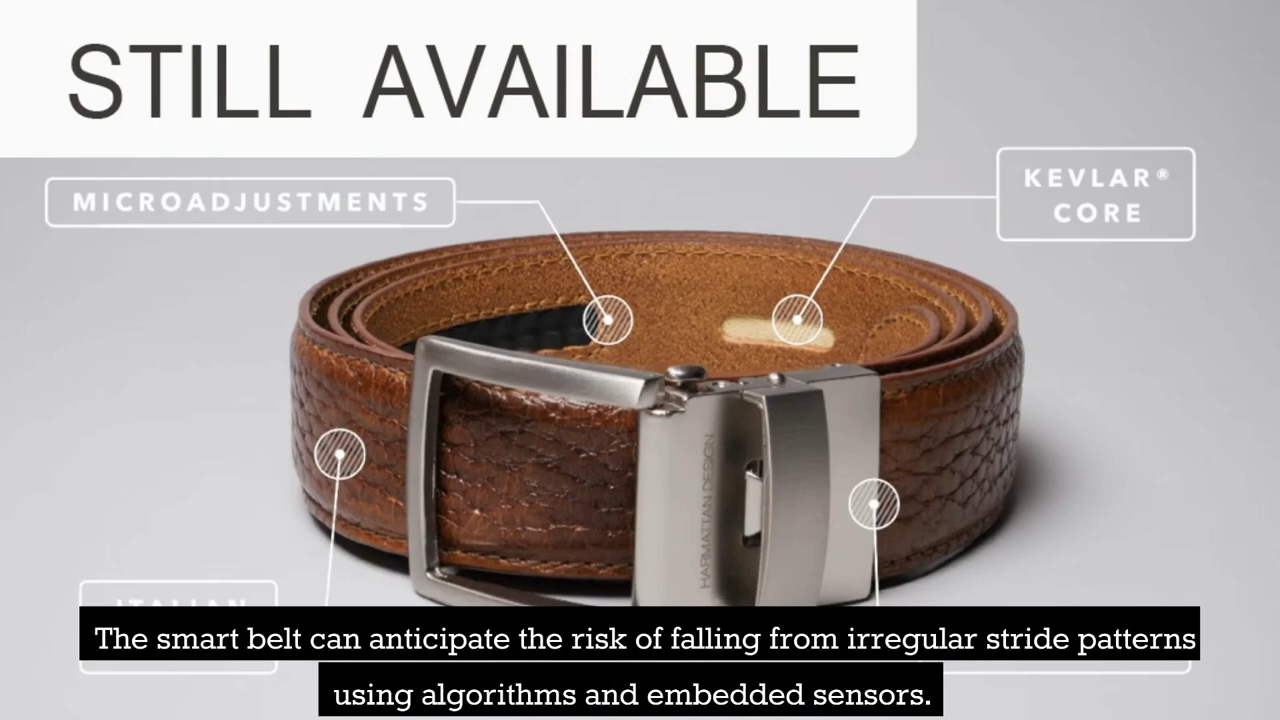 STILL AVAILABLE
MICROADJUSTMENTS
KEVLAR®
CORE
HARMATTAN DESIGN
ITALIAN
The smart belt can anticipate the risk of falling from irregular stride patterns
using algorithms and embedded sensors.